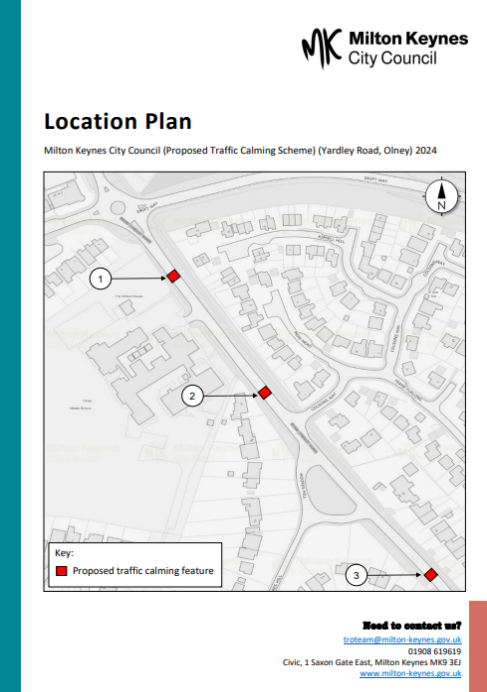 MK Milton Keynes
City Council
Location Plan
Milton Keynes City Council (Proposed Traffic Calming Scheme) (Yardley Road, Olney) 2024
N
1
2
3
Key:
Proposed traffic calming feature
Need to contact us?
troteam@milton-keynes.gov.uk
01908 619619
Civic, 1 Saxon Gate East, Milton Keynes MK9 3EJ
www.milton-keynes.gov.uk